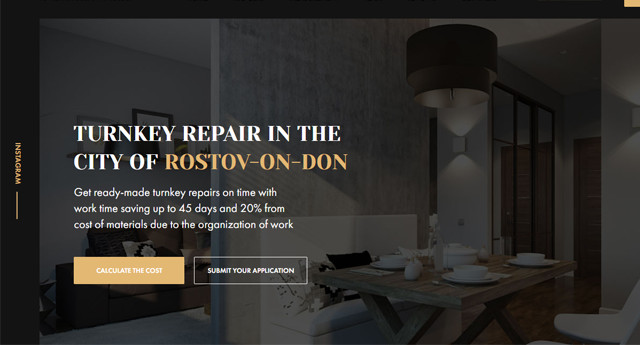 INSTAGRAM
TURNKEY REPAIR IN THE
CITY OF ROSTOV-ON-DON
Get ready-made turnkey repairs on time with
work time saving up to 45 days and 20% from
cost of materials due to the organization of work
CALCULATE THE COST
SUBMIT YOUR APPLICATION